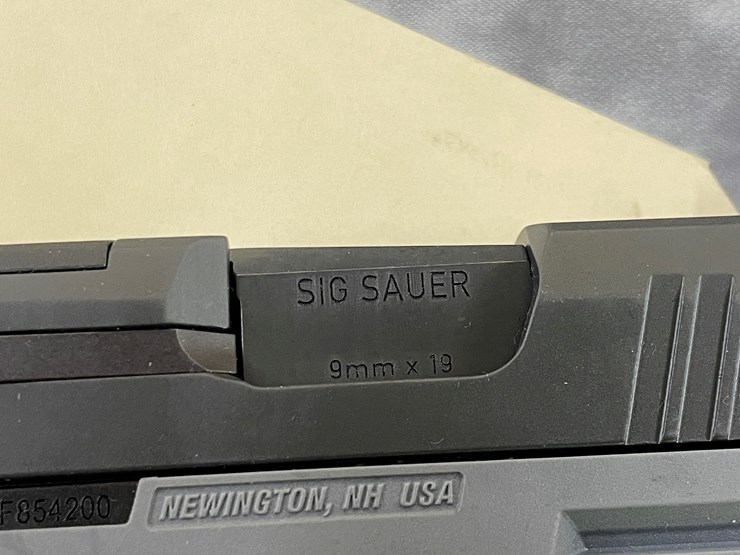 SIG SAUER
9mm x 19
F854200
NEWINGTON, NH USA